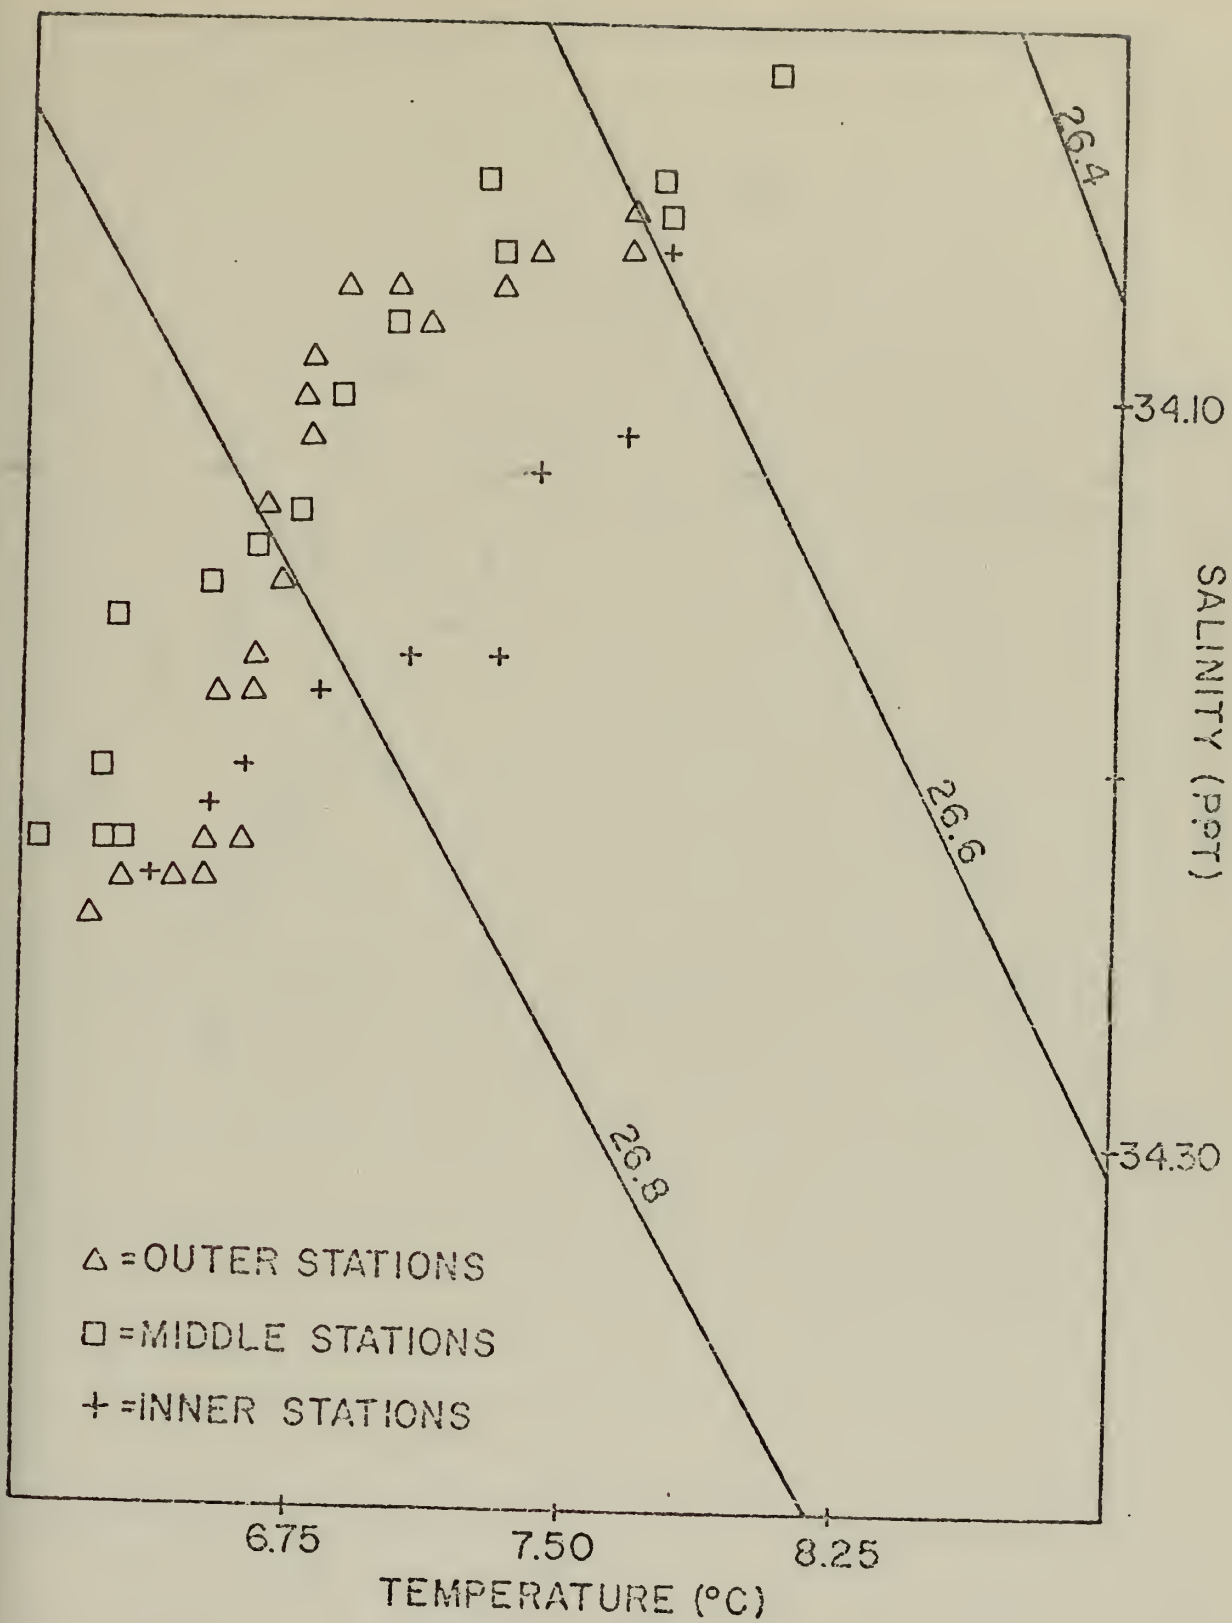 26.4
34.10
SALINITY (PPT)
26.6
26.8
34.30
△ =OUTER STATIONS
□ =MIDDLE STATIONS
+ =INNER STATIONS
6.75 7.50 8.25
TEMPERATURE (°C)